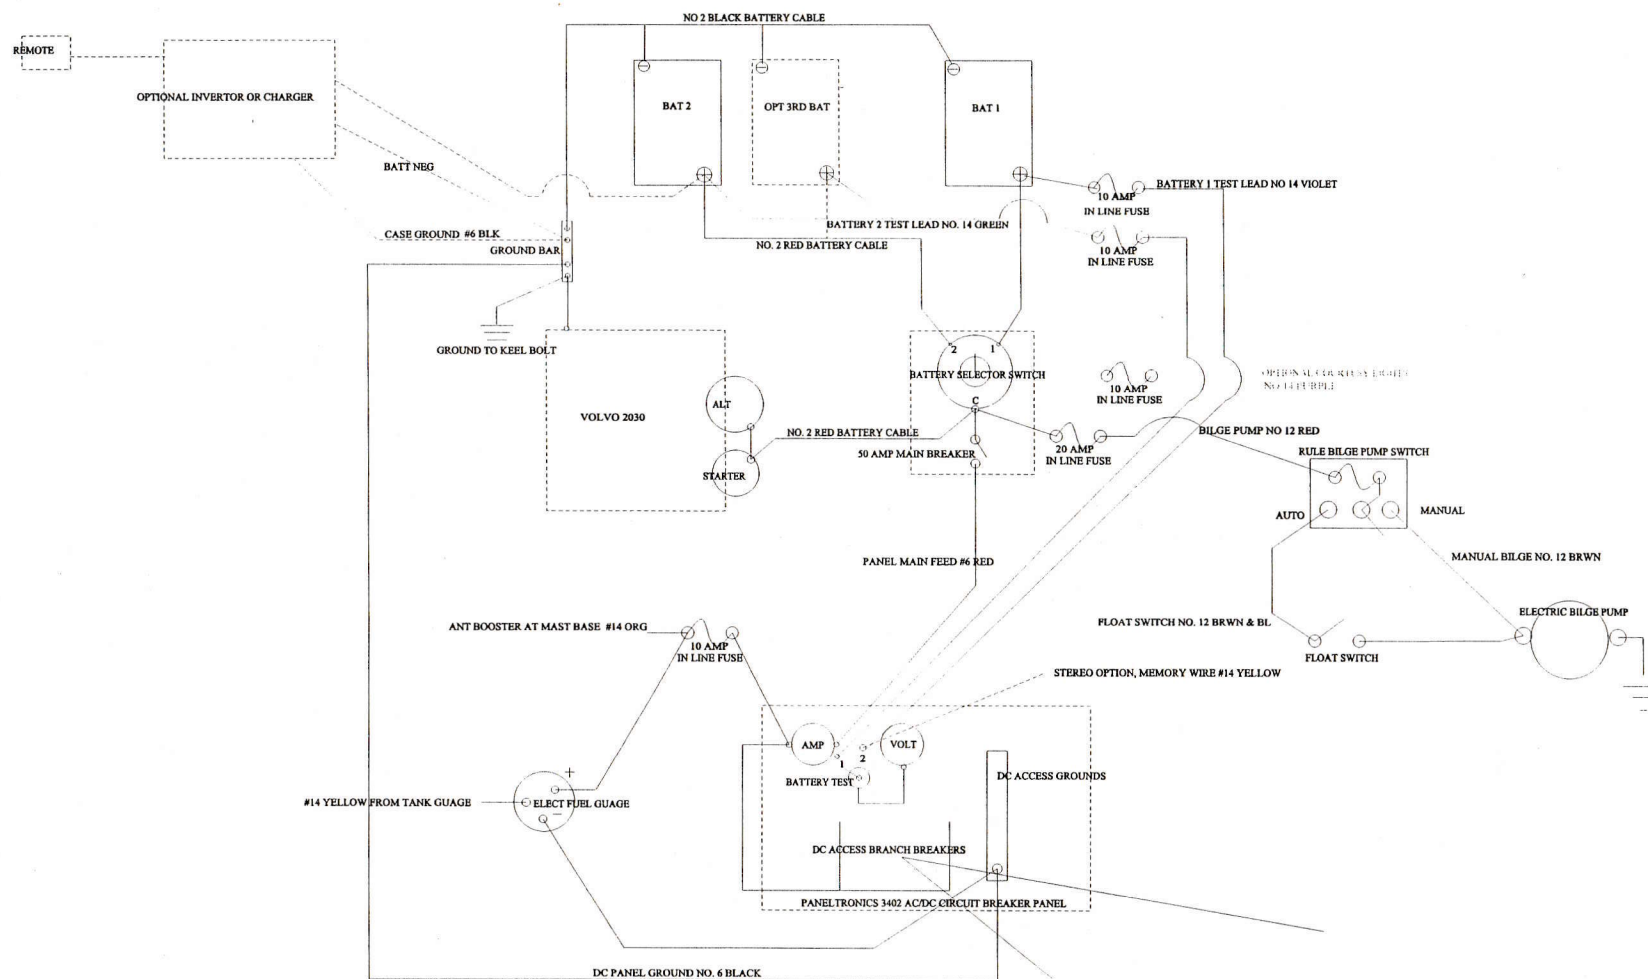 NO 2 BLACK BATTERY CABLE
REMOTE
OPTIONAL INVERTOR OR CHARGER
BAT 2
OPT 3RD BAT
BAT 1
BATT NEG
BATTERY 1 TEST LEAD NO 14 VIOLET
10 AMP
IN LINE FUSE
CASE GROUND #6 BLK
GROUND BAR
BATTERY 2 TEST LEAD NO. 14 GREEN
NO. 2 RED BATTERY CABLE
10 AMP
IN LINE FUSE
GROUND TO KEEL BOLT
2
1
BATTERY SELECTOR SWITCH
C
10 AMP
IN LINE FUSE
OPTIONAL COURTESY LIGHTS
NO 14 PURPLE
VOLVO 2030
ALT
STARTER
NO. 2 RED BATTERY CABLE
50 AMP MAIN BREAKER
20 AMP
IN LINE FUSE
BILGE PUMP NO 12 RED
RULE BILGE PUMP SWITCH
AUTO
MANUAL
PANEL MAIN FEED #6 RED
MANUAL BILGE NO. 12 BRWN
ANT BOOSTER AT MAST BASE #14 ORG
10 AMP
IN LINE FUSE
FLOAT SWITCH NO. 12 BRWN & BL
ELECTRIC BILGE PUMP
FLOAT SWITCH
STEREO OPTION, MEMORY WIRE #14 YELLOW
AMP
1
2
VOLT
BATTERY TEST
DC ACCESS GROUNDS
#14 YELLOW FROM TANK GUAGE
+
ELECT FUEL GUAGE
−
DC ACCESS BRANCH BREAKERS
PANELTRONICS 3402 AC/DC CIRCUIT BREAKER PANEL
DC PANEL GROUND NO. 6 BLACK